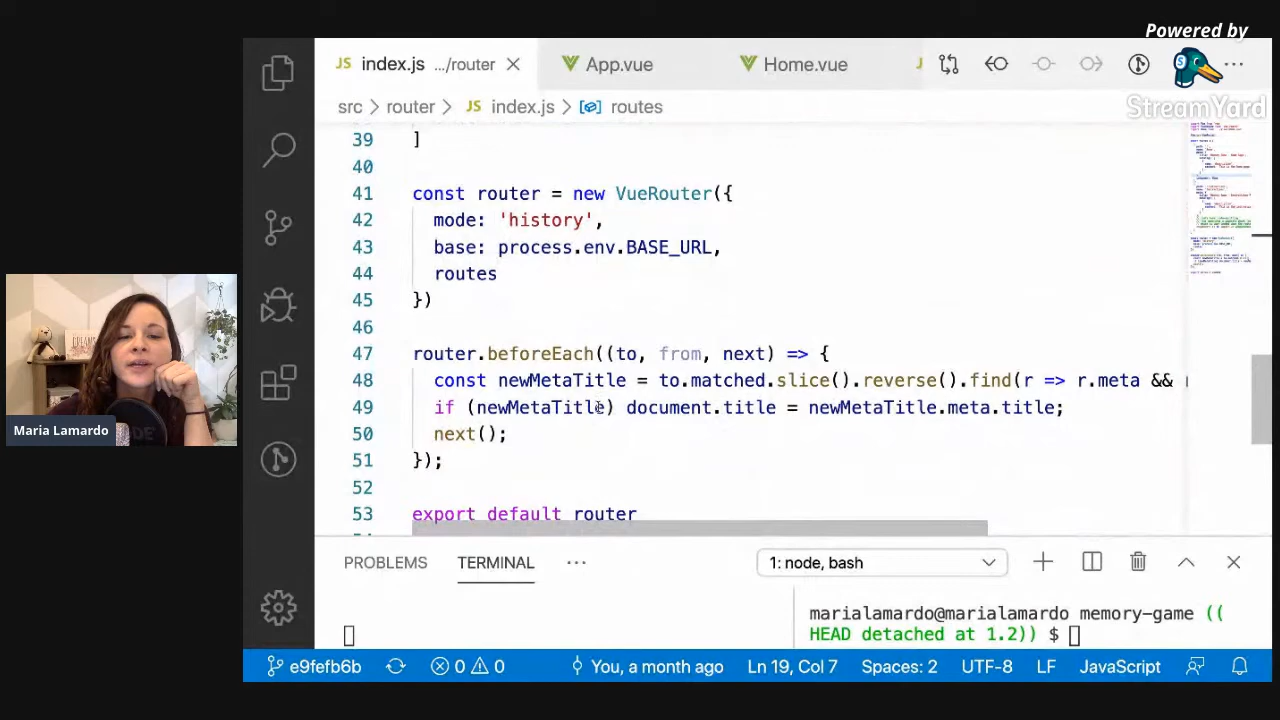 Powered by
StreamYard
JS index.js .../router
App.vue
Home.vue
src > router > JS index.js > routes
39 ]
40
41 const router = new VueRouter({
42 mode: 'history',
43 base: process.env.BASE_URL,
44 routes
45 })
46
47 router.beforeEach((to, from, next) => {
48 const newMetaTitle = to.matched.slice().reverse().find(r => r.meta &&
49 if (newMetaTitle) document.title = newMetaTitle.meta.title;
50 next();
51 });
52
53 export default router
Maria Lamardo
PROBLEMS TERMINAL ...
1: node, bash
marialamardo@marialamardo memory-game ((
HEAD detached at 1.2)) $
e9fefb6b 0 0 You, a month ago Ln 19, Col 7 Spaces: 2 UTF-8 LF JavaScript